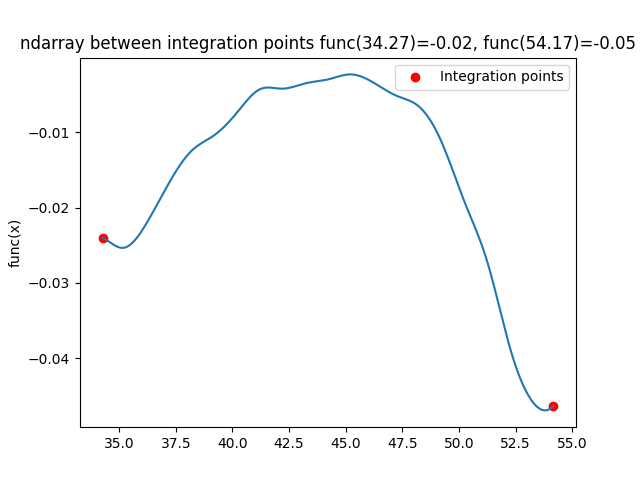 ndarray between integration points func(34.27)=-0.02, func(54.17)=-0.05
Integration points
−0.01
−0.02
−0.03
−0.04
func(x)
35.0 37.5 40.0 42.5 45.0 47.5 50.0 52.5 55.0